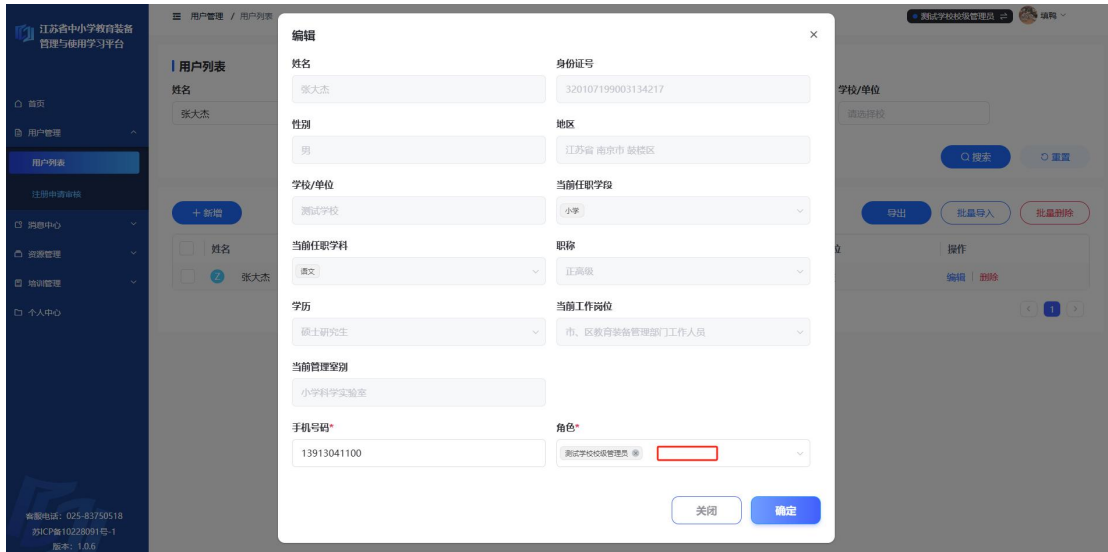 江苏省中小学教育装备
管理与使用学习平台
首页
用户管理
用户列表
注册申请审核
消息中心
资源管理
培训管理
个人中心
客服电话：025-83750518
苏ICP备10228091号-1
版本：1.0.6
用户管理 / 用户列表
测试学校校级管理员
用户列表
姓名
张大杰
学校/单位
搜索
重置
+ 新增
导出
批量导入
批量删除
姓名
操作
Z 张大杰
编辑 删除
1
编辑
姓名 身份证号
张大杰 320107199003134217
性别 地区
男 江苏省 南京市 鼓楼区
学校/单位 当前任职学段
测试学校 小学
当前任职学科 职称
语文 正高级
学历 当前工作岗位
硕士研究生 市、区教育装备管理部门工作人员
当前管理室别
小学科学实验室
手机号码* 角色*
13913041100 测试学校校级管理员
关闭 确定